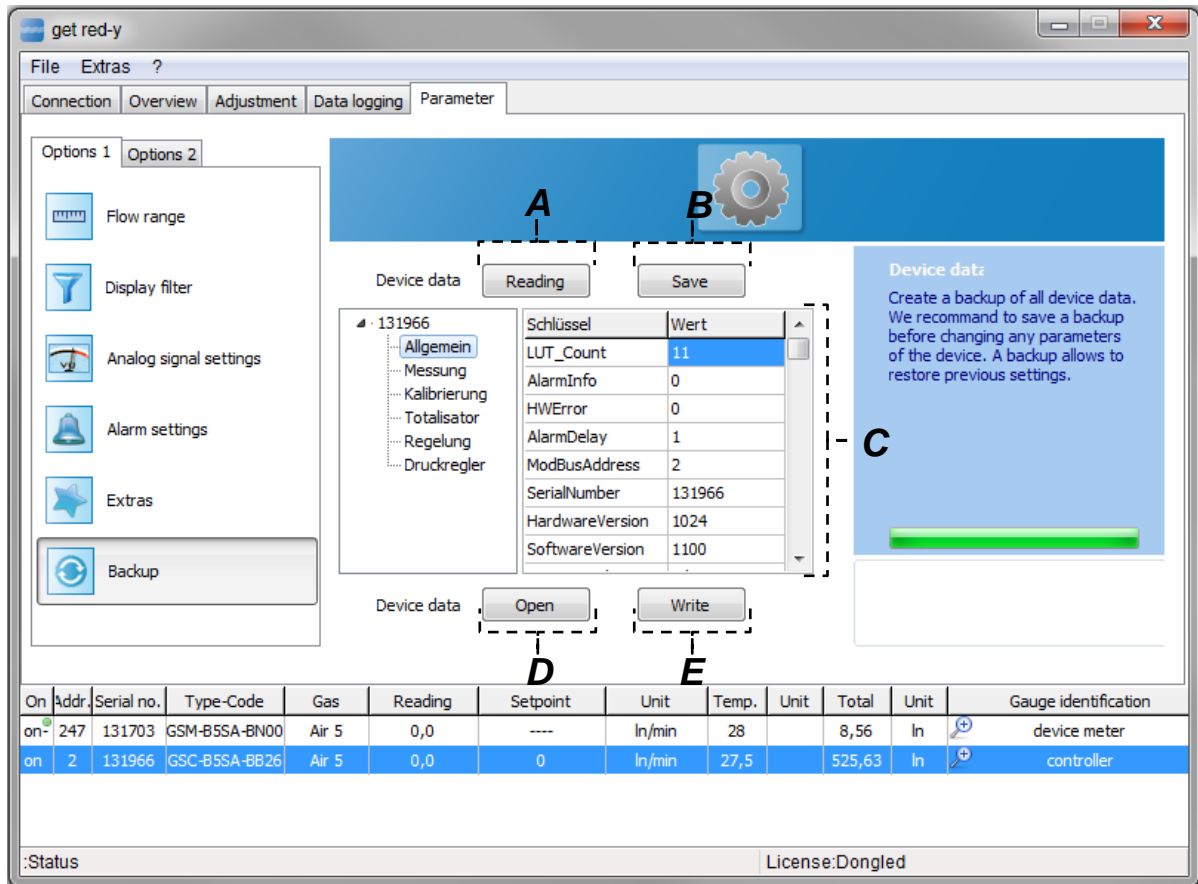 get red-y
File Extras ?
Connection Overview Adjustment Data logging Parameter
Options 1 Options 2
Flow range
Display filter
Analog signal settings
Alarm settings
Extras
Backup
A B
Device data Reading Save
131966
Allgemein
Messung
Kalibrierung
Totalisator
Regelung
Druckregler
Schlüssel Wert
LUT_Count 11
AlarmInfo 0
HWError 0
AlarmDelay 1
ModBusAddress 2
SerialNumber 131966
HardwareVersion 1024
SoftwareVersion 1100
C
Device data
Create a backup of all device data.
We recommand to save a backup
before changing any parameters
of the device. A backup allows to
restore previous settings.
Device data Open Write
D E
On Addr. Serial no. Type-Code Gas Reading Setpoint Unit Temp. Unit Total Unit Gauge identification
on 247 131703 GSM-B5SA-BN00 Air 5 0,0 ---- ln/min 28 8,56 ln device meter
on 2 131966 GSC-B5SA-BB26 Air 5 0,0 0 ln/min 27,5 525,63 ln controller
:Status License:Dongled